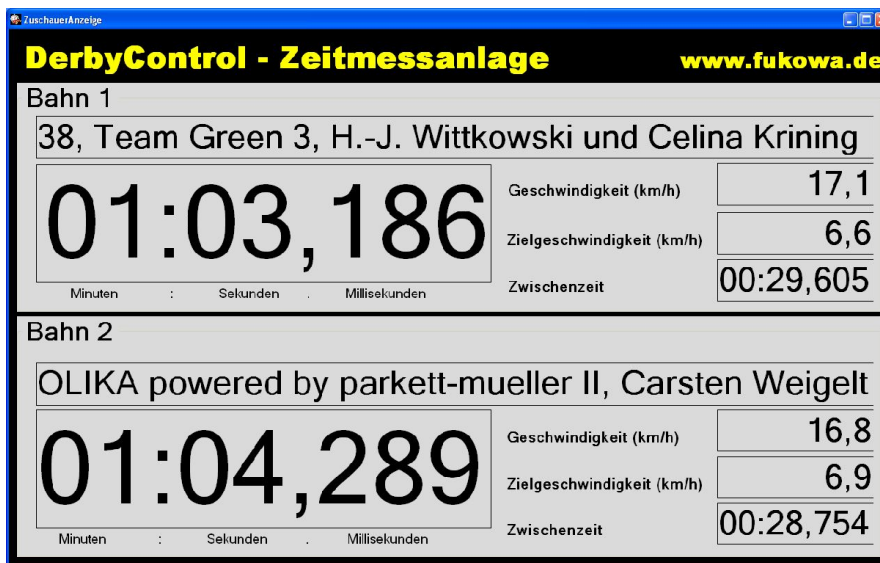 ZuschauerAnzeige
DerbyControl - Zeitmessanlage www.fukowa.de
Bahn 1
38, Team Green 3, H.-J. Wittkowski und Celina Krining
01:03,186
Geschwindigkeit (km/h) 17,1
Zielgeschwindigkeit (km/h) 6,6
Zwischenzeit 00:29,605
Minuten : Sekunden . Millisekunden
Bahn 2
OLIKA powered by parkett-mueller II, Carsten Weigelt
01:04,289
Geschwindigkeit (km/h) 16,8
Zielgeschwindigkeit (km/h) 6,9
Zwischenzeit 00:28,754
Minuten : Sekunden . Millisekunden